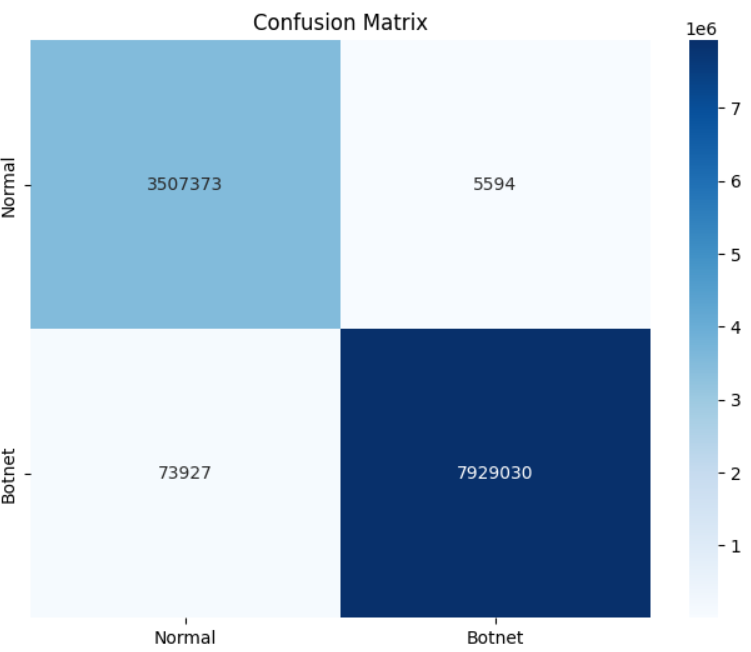 Confusion Matrix
1e6
Normal
3507373
5594
Botnet
73927
7929030
Normal
Botnet
7
6
5
4
3
2
1